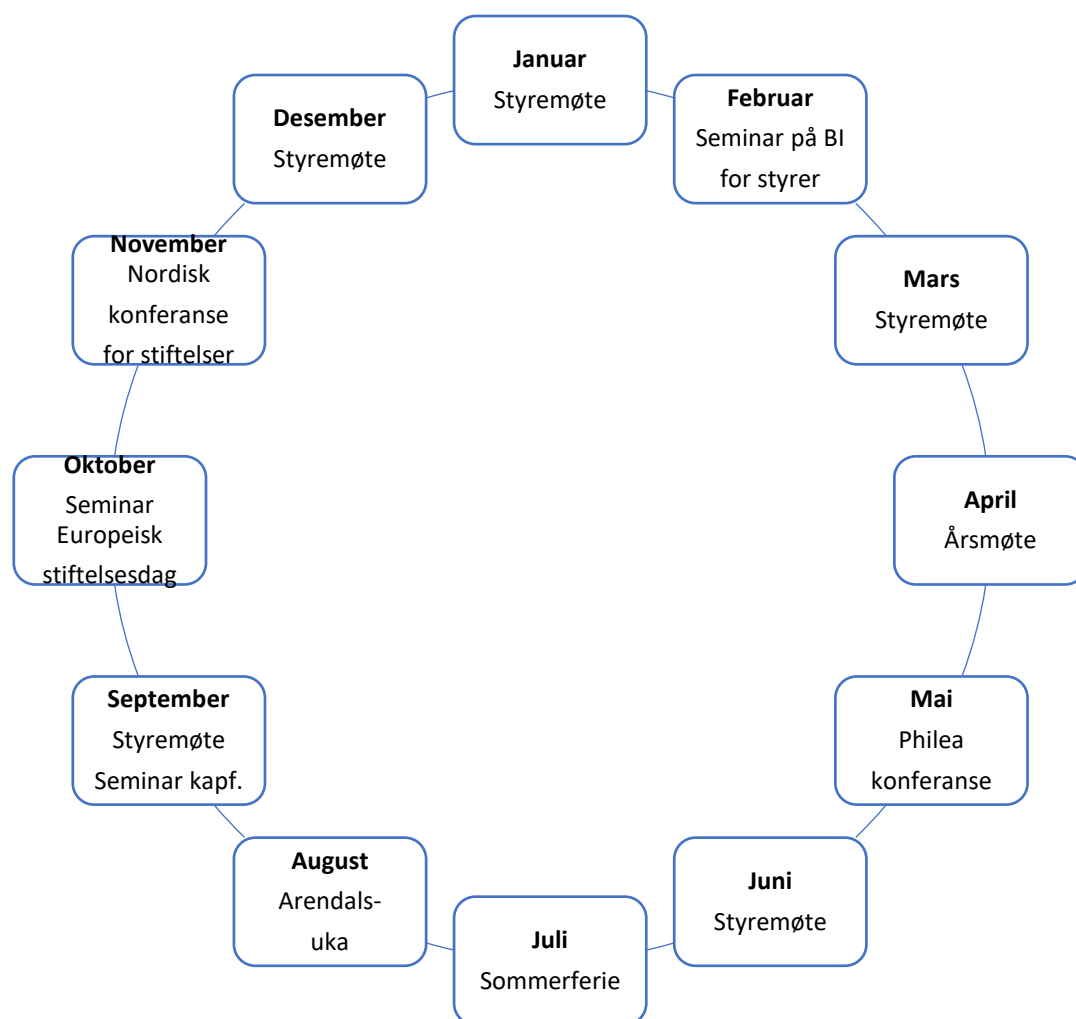 Januar
Styremøte
Februar
Seminar på BI
for styrer
Mars
Styremøte
April
Årsmøte
Mai
Philea
konferanse
Juni
Styremøte
Juli
Sommerferie
August
Arendals-
uka
September
Styremøte
Seminar kapf.
Oktober
Seminar
Europeisk
stiftelsesdag
November
Nordisk
konferanse
for stiftelser
Desember
Styremøte